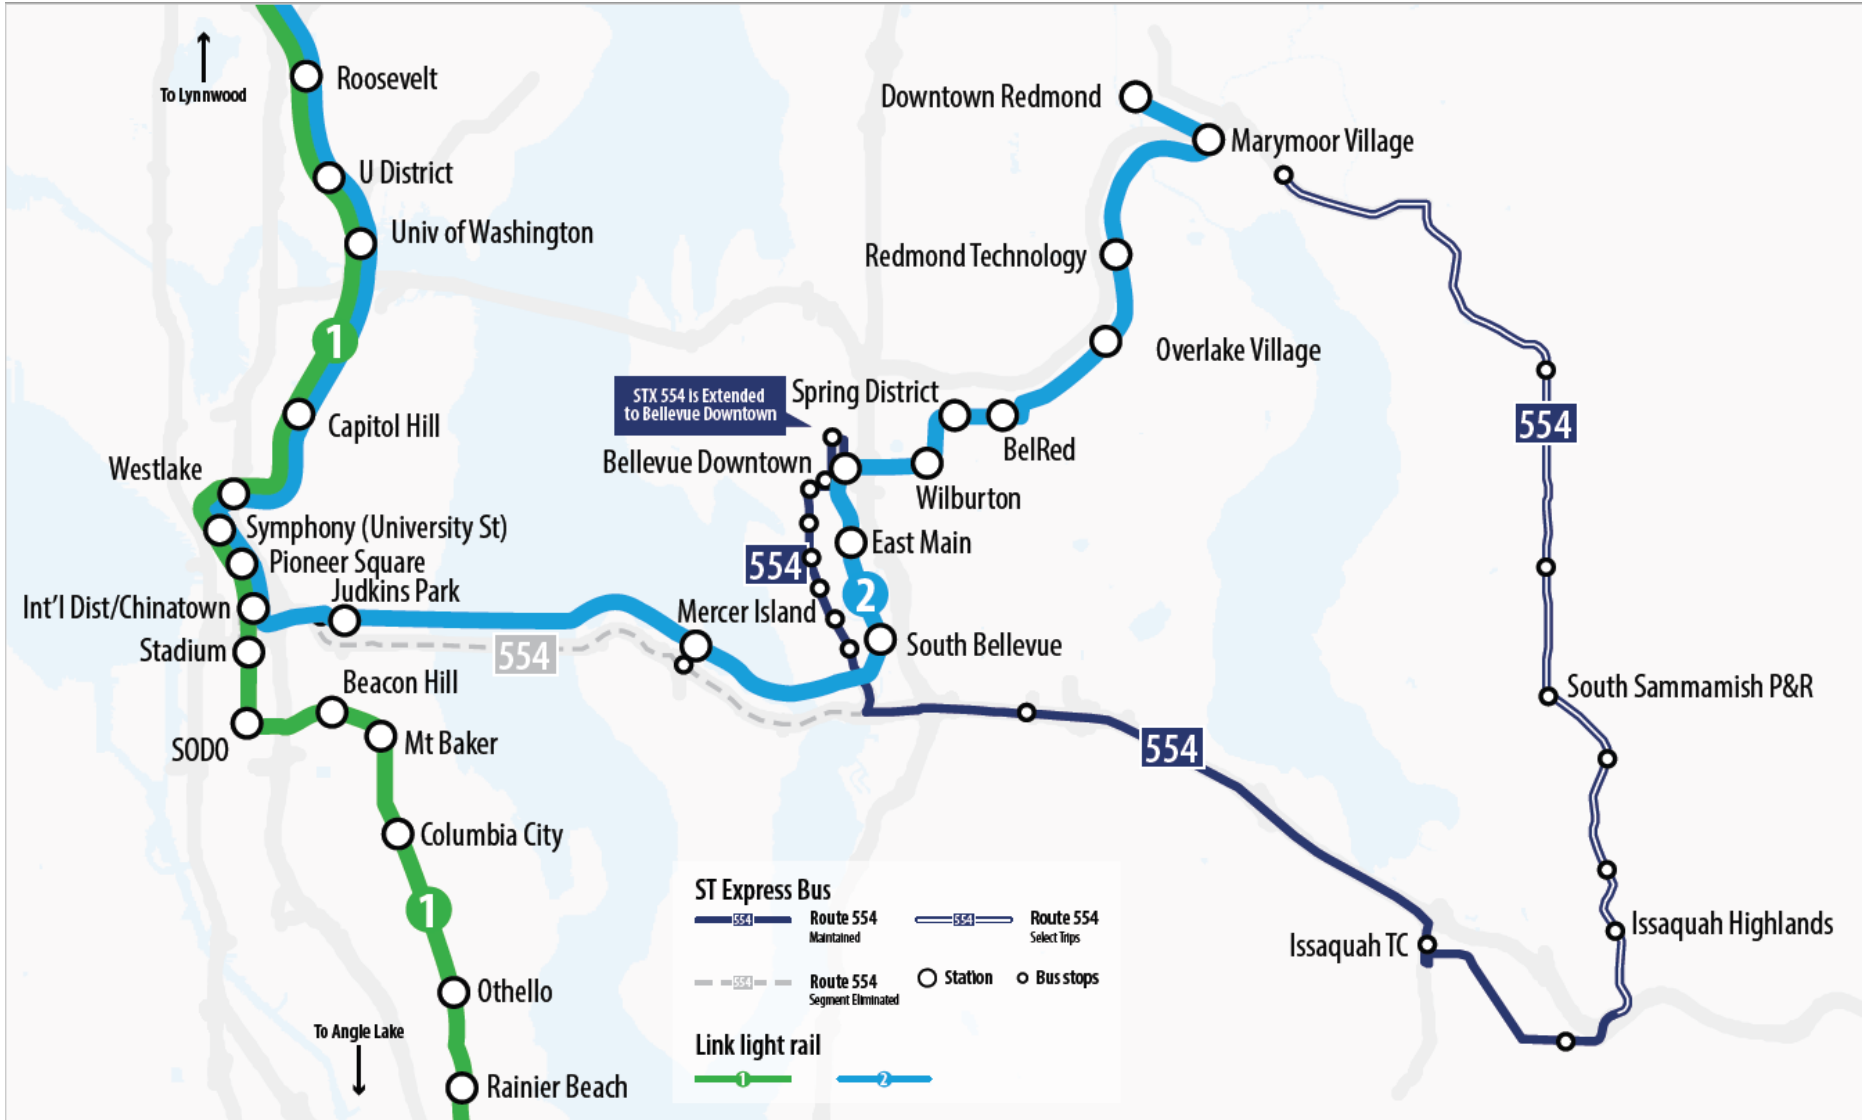 To Lynnwood
Roosevelt
U District
Univ of Washington
1
Capitol Hill
Westlake
Symphony (University St)
Pioneer Square
Int'l Dist/Chinatown
Judkins Park
Stadium
SODO
Beacon Hill
Mt Baker
Columbia City
1
Othello
To Angle Lake
Rainier Beach
554
Mercer Island
Downtown Redmond
Marymoor Village
Redmond Technology
Overlake Village
STX 554 is Extended
to Bellevue Downtown
Spring District
BelRed
Bellevue Downtown
Wilburton
East Main
554
2
South Bellevue
554
554
South Sammamish P&R
Issaquah Highlands
Issaquah TC
ST Express Bus
554
Route 554
Maintained
554
Route 554
Select Trips
554
Route 554
Segment Eliminated
Station
Bus stops
Link light rail
1
2